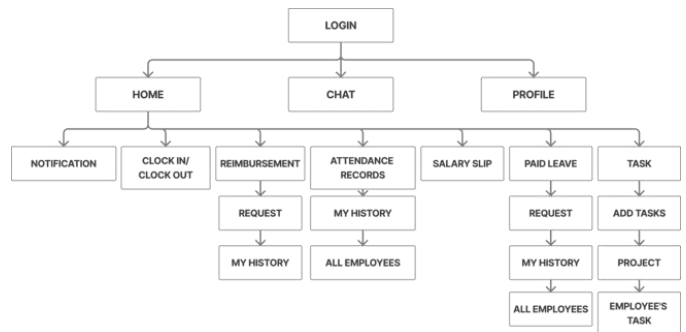 LOGIN
HOME
CHAT
PROFILE
NOTIFICATION
CLOCK IN/
CLOCK OUT
REIMBURSEMENT
ATTENDANCE
RECORDS
SALARY SLIP
PAID LEAVE
TASK
REQUEST
MY HISTORY
REQUEST
ADD TASKS
MY HISTORY
ALL EMPLOYEES
MY HISTORY
PROJECT
ALL EMPLOYEES
EMPLOYEE'S
TASK